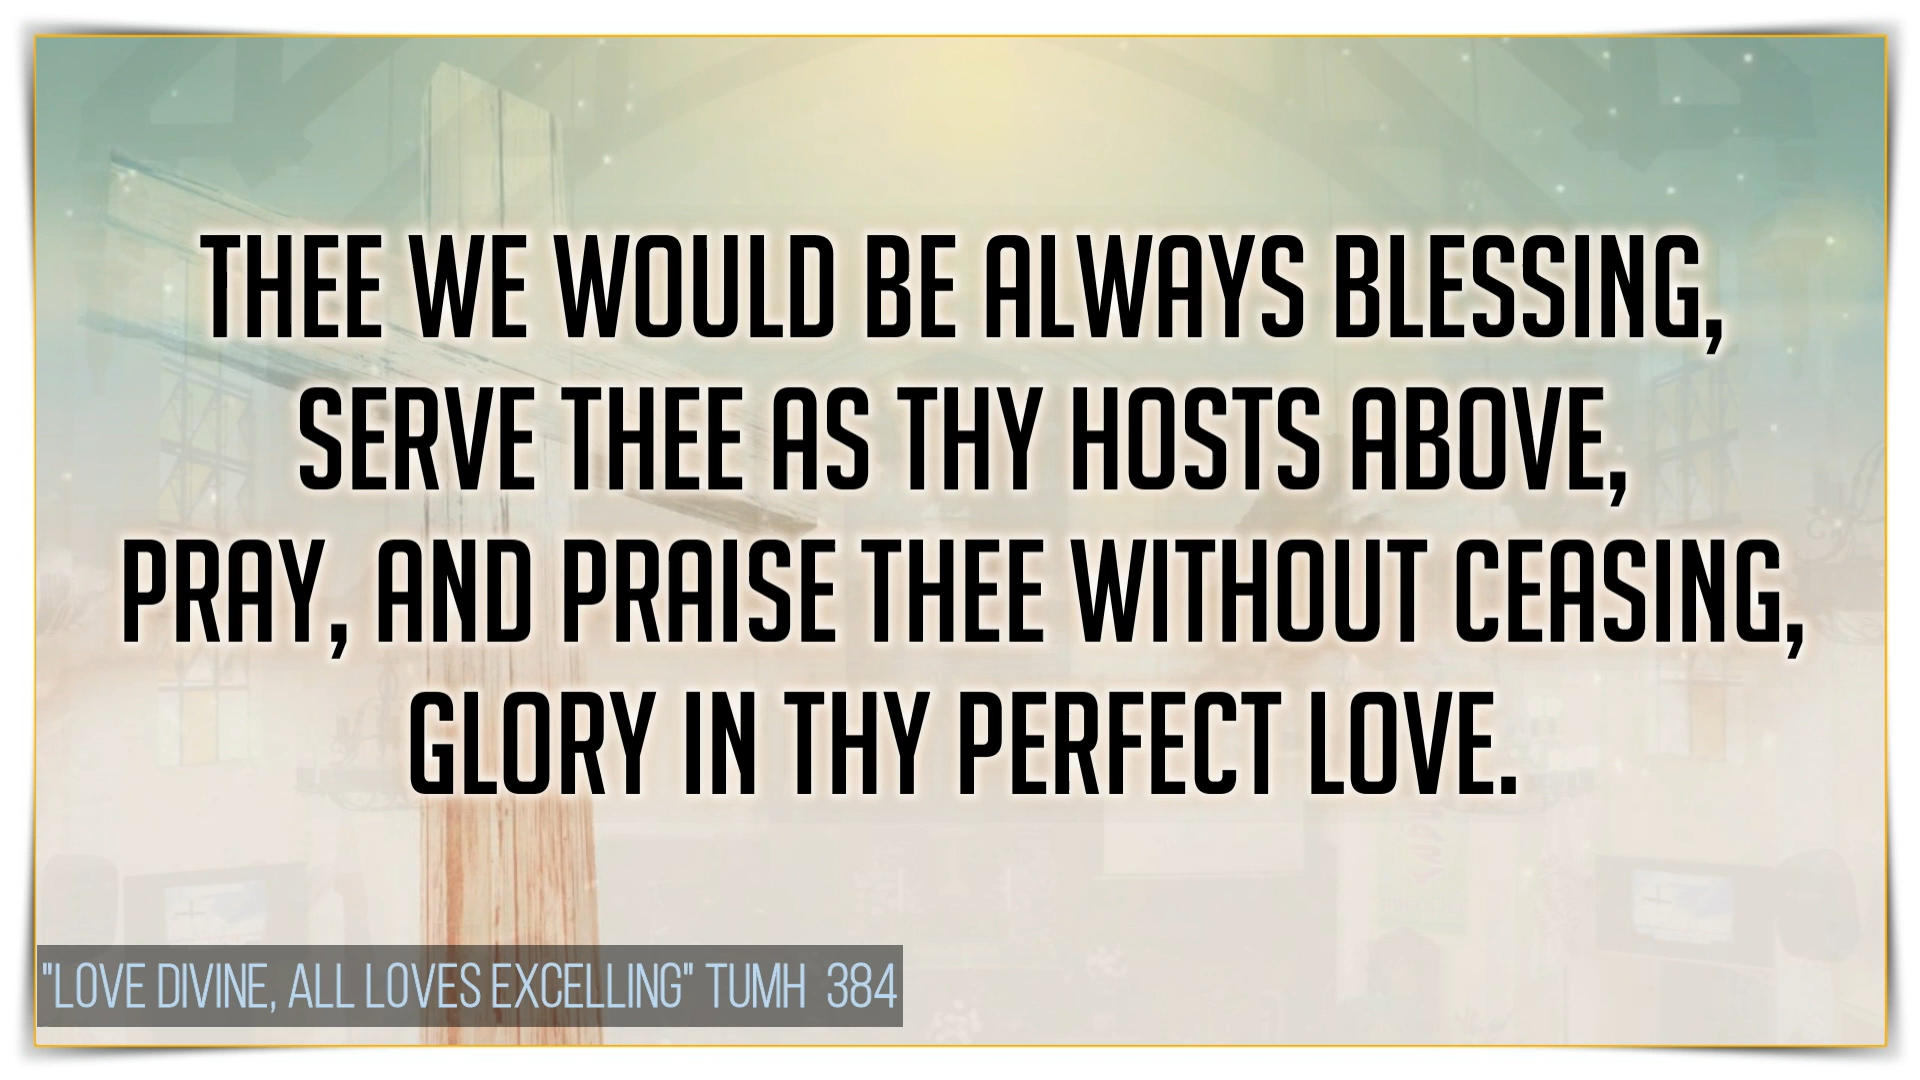 THEE WE WOULD BE ALWAYS BLESSING,
SERVE THEE AS THY HOSTS ABOVE,
PRAY, AND PRAISE THEE WITHOUT CEASING,
GLORY IN THY PERFECT LOVE.
"LOVE DIVINE, ALL LOVES EXCELLING" TUMH 384